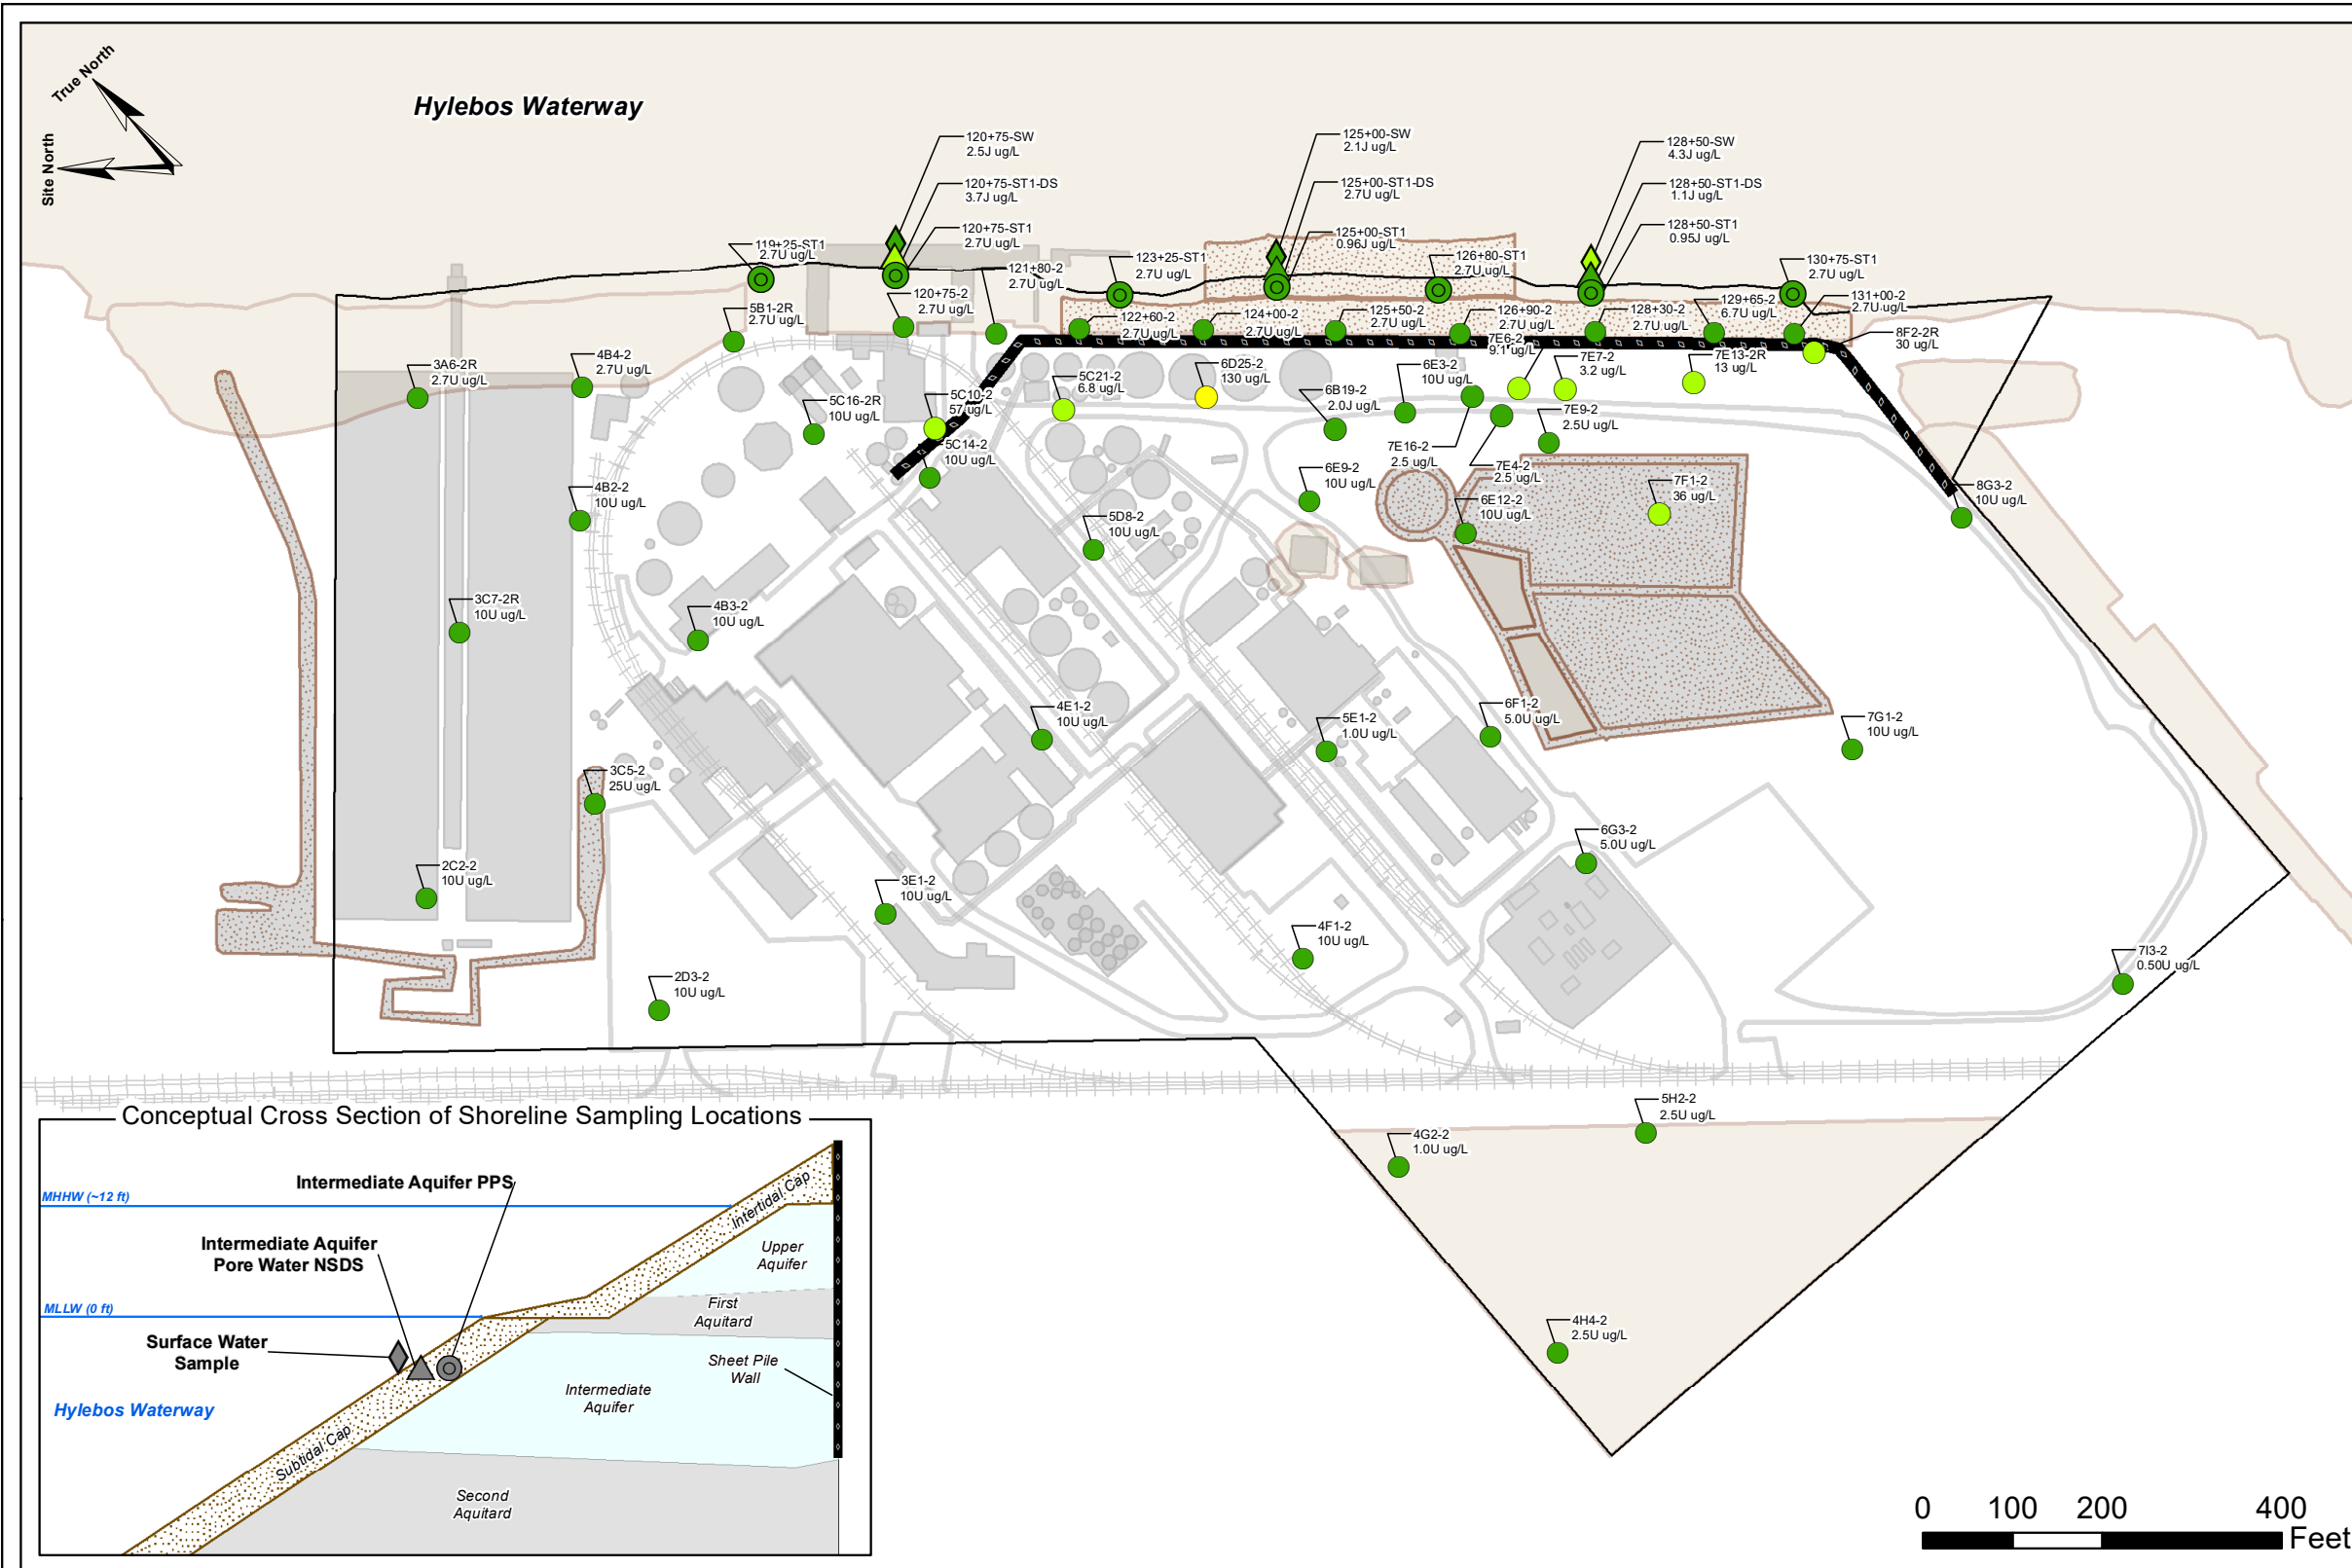 True North
Site North
Hylebos Waterway
120+75-SW
2.5J ug/L
120+75-ST1-DS
3.7J ug/L
120+75-ST1
2.7U ug/L
125+00-SW
2.1J ug/L
125+00-ST1-DS
2.7U ug/L
125+00-ST1
0.96J ug/L
128+50-SW
4.3J ug/L
128+50-ST1-DS
1.1J ug/L
128+50-ST1
0.95J ug/L
119+25-ST1
2.7U ug/L
121+80-2
2.7U ug/L
123+25-ST1
2.7U ug/L
126+80-ST1
2.7U ug/L
130+75-ST1
2.7U ug/L
5B1-2R
2.7U ug/L
120+75-2
2.7U ug/L
122+60-2
2.7U ug/L
124+00-2
2.7U ug/L
125+50-2
2.7U ug/L
126+90-2
2.7U ug/L
128+30-2
2.7U ug/L
129+65-2
6.7U ug/L
131+00-2
2.7U ug/L
8F2-2R
30 ug/L
3A6-2R
2.7U ug/L
4B4-2
2.7U ug/L
5C16-2R
10U ug/L
5C10-2
57 ug/L
5C14-2
10U ug/L
5C21-2
6.8 ug/L
6D25-2
130 ug/L
6B19-2
2.0J ug/L
6E3-2
10U ug/L
7E6-2
9.1 ug/L
7E7-2
3.2 ug/L
7E13-2R
13 ug/L
7E9-2
2.5U ug/L
7E16-2
2.5 ug/L
7E4-2
2.5 ug/L
4B2-2
10U ug/L
5D8-2
10U ug/L
6E9-2
10U ug/L
6E12-2
10U ug/L
7F1-2
36 ug/L
8G3-2
10U ug/L
3C7-2R
10U ug/L
4B3-2
10U ug/L
4E1-2
10U ug/L
5E1-2
1.0U ug/L
6F1-2
5.0U ug/L
7G1-2
10U ug/L
3C5-2
25U ug/L
6G3-2
5.0U ug/L
2C2-2
10U ug/L
3E1-2
10U ug/L
4F1-2
10U ug/L
7I3-2
0.50U ug/L
2D3-2
10U ug/L
5H2-2
2.5U ug/L
4G2-2
1.0U ug/L
4H4-2
2.5U ug/L
Conceptual Cross Section of Shoreline Sampling Locations
MHHW (~12 ft)
Intermediate Aquifer PPS
Intertidal Cap
Intermediate Aquifer
Pore Water NSDS
Upper
Aquifer
MLLW (0 ft)
First
Aquitard
Surface Water
Sample
Sheet Pile
Wall
Intermediate
Aquifer
Hylebos Waterway
Subtidal Cap
Second
Aquitard
0 100 200 400
Feet